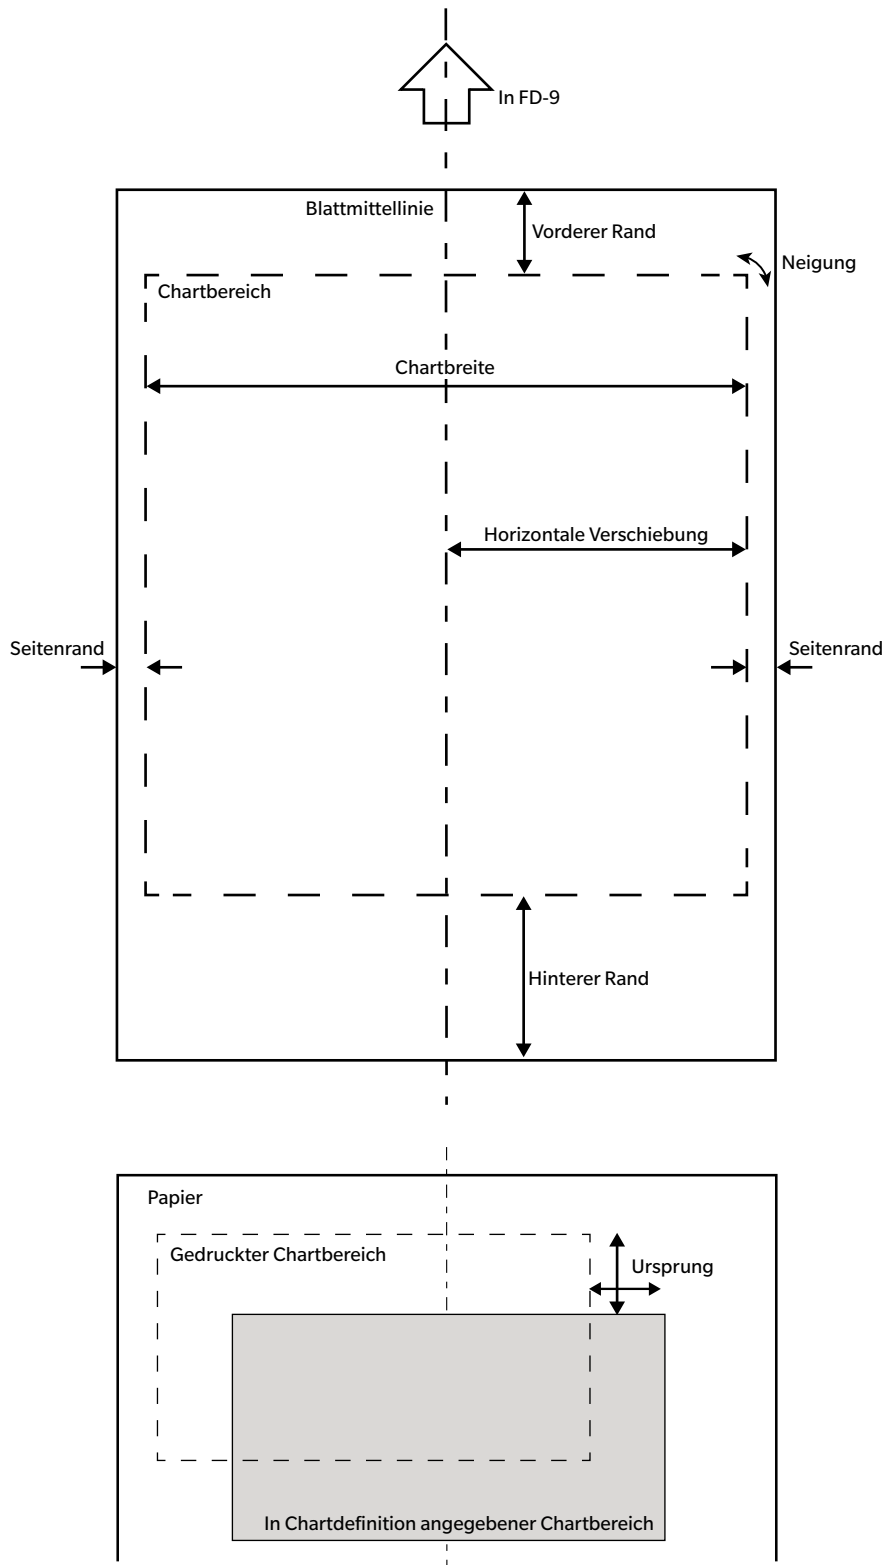 In FD-9
Blattmittellinie
Vorderer Rand
Neigung
Chartbereich
Chartbreite
Horizontale Verschiebung
Seitenrand
Seitenrand
Hinterer Rand
Papier
Gedruckter Chartbereich
Ursprung
In Chartdefinition angegebener Chartbereich